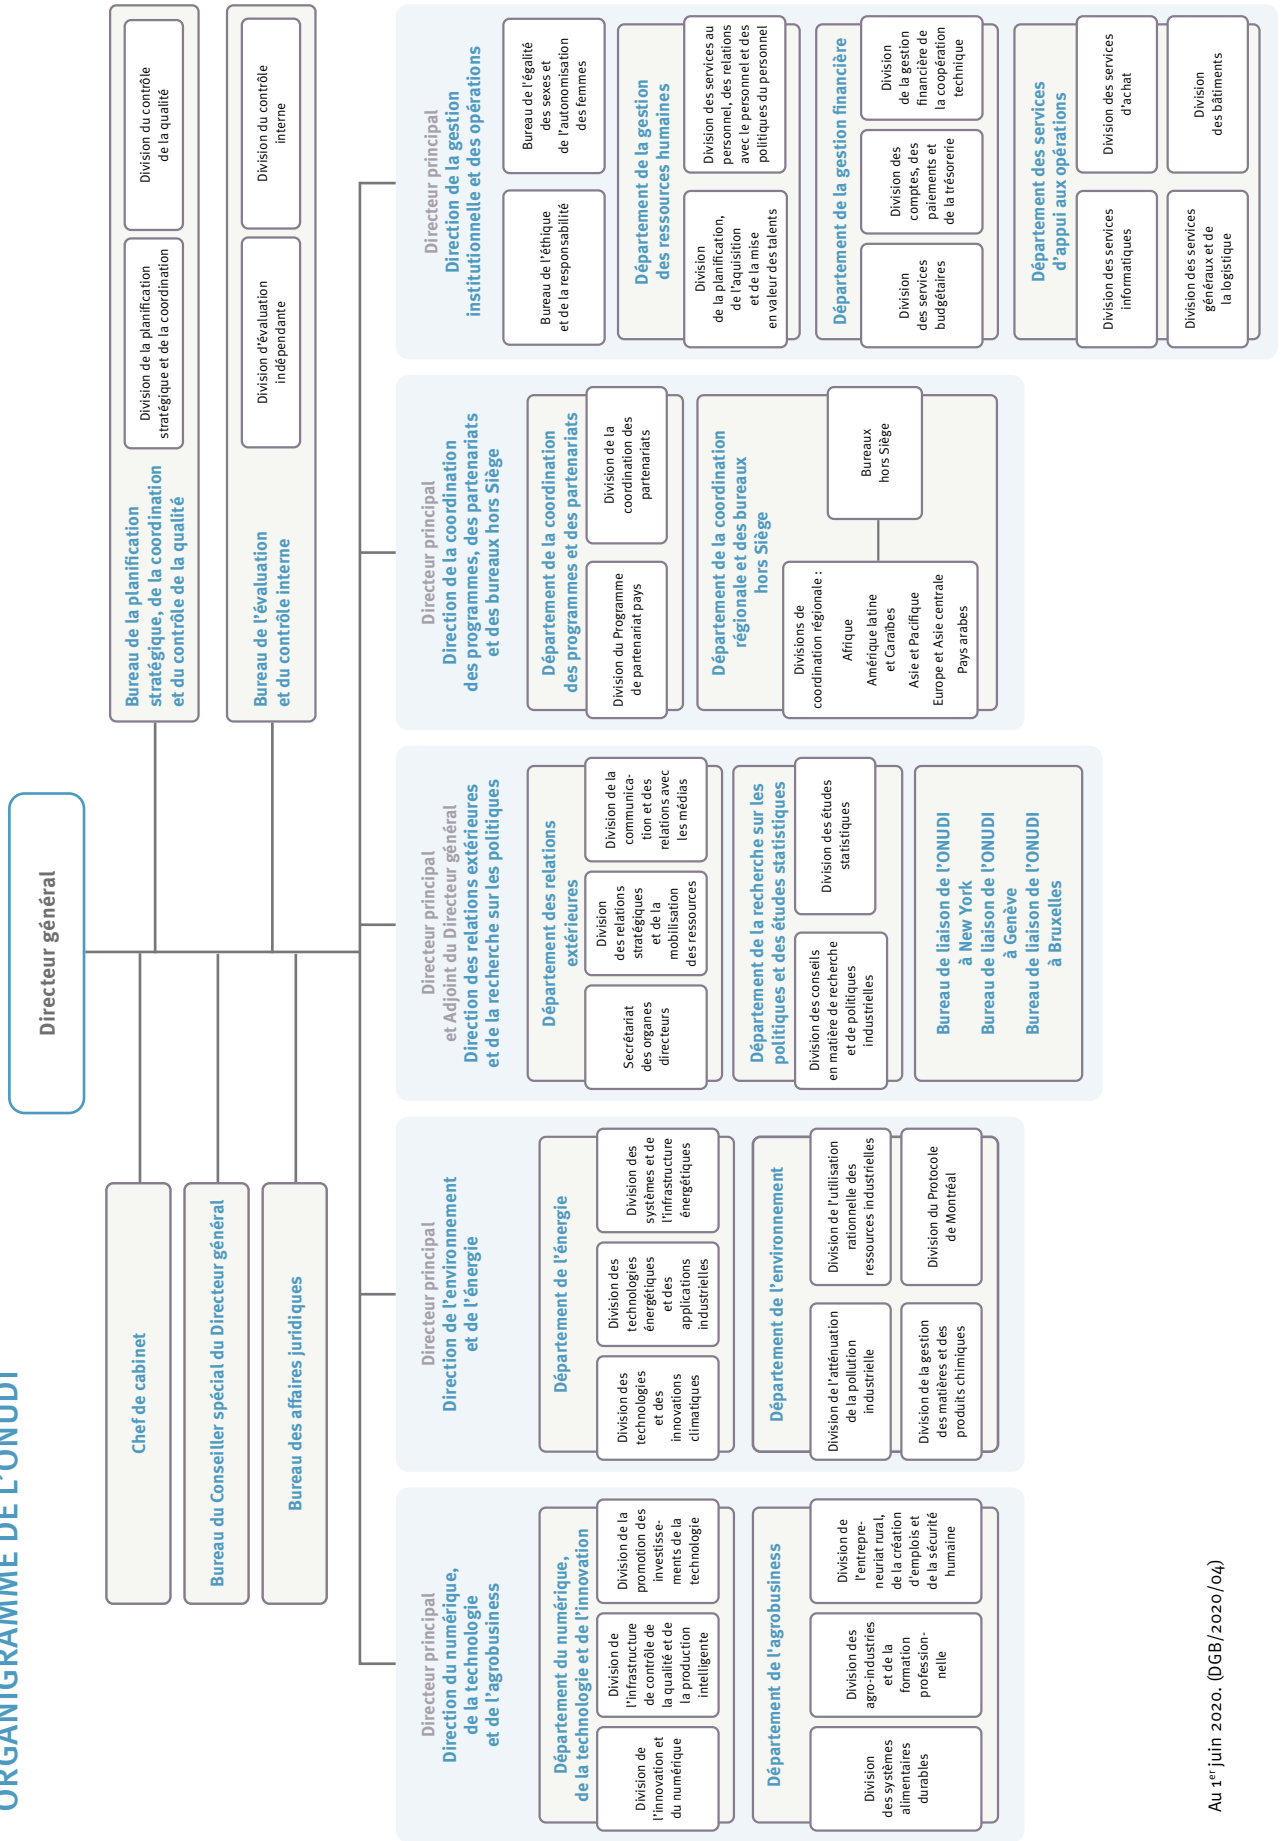 ORGANIGRAMME DE L'ONUDI
Directeur général
Chef de cabinet
Bureau du Conseiller spécial du Directeur général
Bureau des affaires juridiques
Bureau de la planification
stratégique, de la coordination
et du contrôle de la qualité
Division de la planification
stratégique et de la coordination
Division du contrôle
de la qualité
Bureau de l'évaluation
et du contrôle interne
Division d'évaluation
indépendante
Division du contrôle
interne
Directeur principal
Direction du numérique,
de la technologie
et de l'agrobusiness
Département du numérique,
de la technologie et de l'innovation
Division de
l'innovation et
du numérique
Division de
l'infrastructure
de contrôle de
la qualité et de
la production
intelligente
Division de la
promotion des
investisse-
ments de la
technologie
Département de l'agrobusiness
Division
des systèmes
alimentaires
durables
Division des
agro-industries
et de la
formation
profession-
nelle
Division de
l'entrepre-
neuriat rural,
de la création
d'emplois et
de la sécurité
humaine
Directeur principal
Direction de l'environnement
et de l'énergie
Département de l'énergie
Division des
technologies
et des
innovations
climatiques
Division des
technologies
énergétiques
et des
applications
industrielles
Division des
systèmes et de
l'infrastructure
énergétiques
Département de l'environnement
Division de l'atténuation
de la pollution
industrielle
Division de l'utilisation
rationnelle des
ressources industrielles
Division de la gestion
des matières et des
produits chimiques
Division du Protocole
de Montréal
Directeur principal
et Adjoint du Directeur général
Direction des relations extérieures
et de la recherche sur les politiques
Département des relations
extérieures
Secrétariat
des organes
directeurs
Division
des relations
stratégiques
et de la
mobilisation
des ressources
Division de la
communica-
tion et des
relations avec
les médias
Département de la recherche sur les
politiques et des études statistiques
Division des conseils
en matière de recherche
et de politiques
industrielles
Division des études
statistiques
Bureau de liaison de l'ONUDI
à New York
Bureau de liaison de l'ONUDI
à Genève
Bureau de liaison de l'ONUDI
à Bruxelles
Directeur principal
Direction de la coordination
des programmes, des partenariats
et des bureaux hors Siège
Département de la coordination
des programmes et des partenariats
Division du Programme
de partenariat pays
Division de la
coordination des
partenariats
Département de la coordination
régionale et des bureaux
hors Siège
Divisions de
coordination régionale :
Afrique
Amérique latine
et Caraïbes
Asie et Pacifique
Europe et Asie centrale
Pays arabes
Bureaux
hors Siège
Directeur principal
Direction de la gestion
institutionnelle et des opérations
Bureau de l'éthique
et de la responsabilité
Bureau de l'égalité
des sexes et
de l'autonomisation
des femmes
Département de la gestion
des ressources humaines
Division
de la planification,
de l'aquisition
et de la mise
en valeur des talents
Division des services au
personnel, des relations
avec le personnel et des
politiques du personnel
Département de la gestion financière
Division
des services
budgétaires
Division des
comptes, des
paiements et
de la trésorerie
Division
de la gestion
financière de
la coopération
technique
Département des services
d'appui aux opérations
Division des services
informatiques
Division des services
d'achat
Division des services
généraux et de
la logistique
Division
des bâtiments
Au 1er juin 2020. (DGB/2020/04)